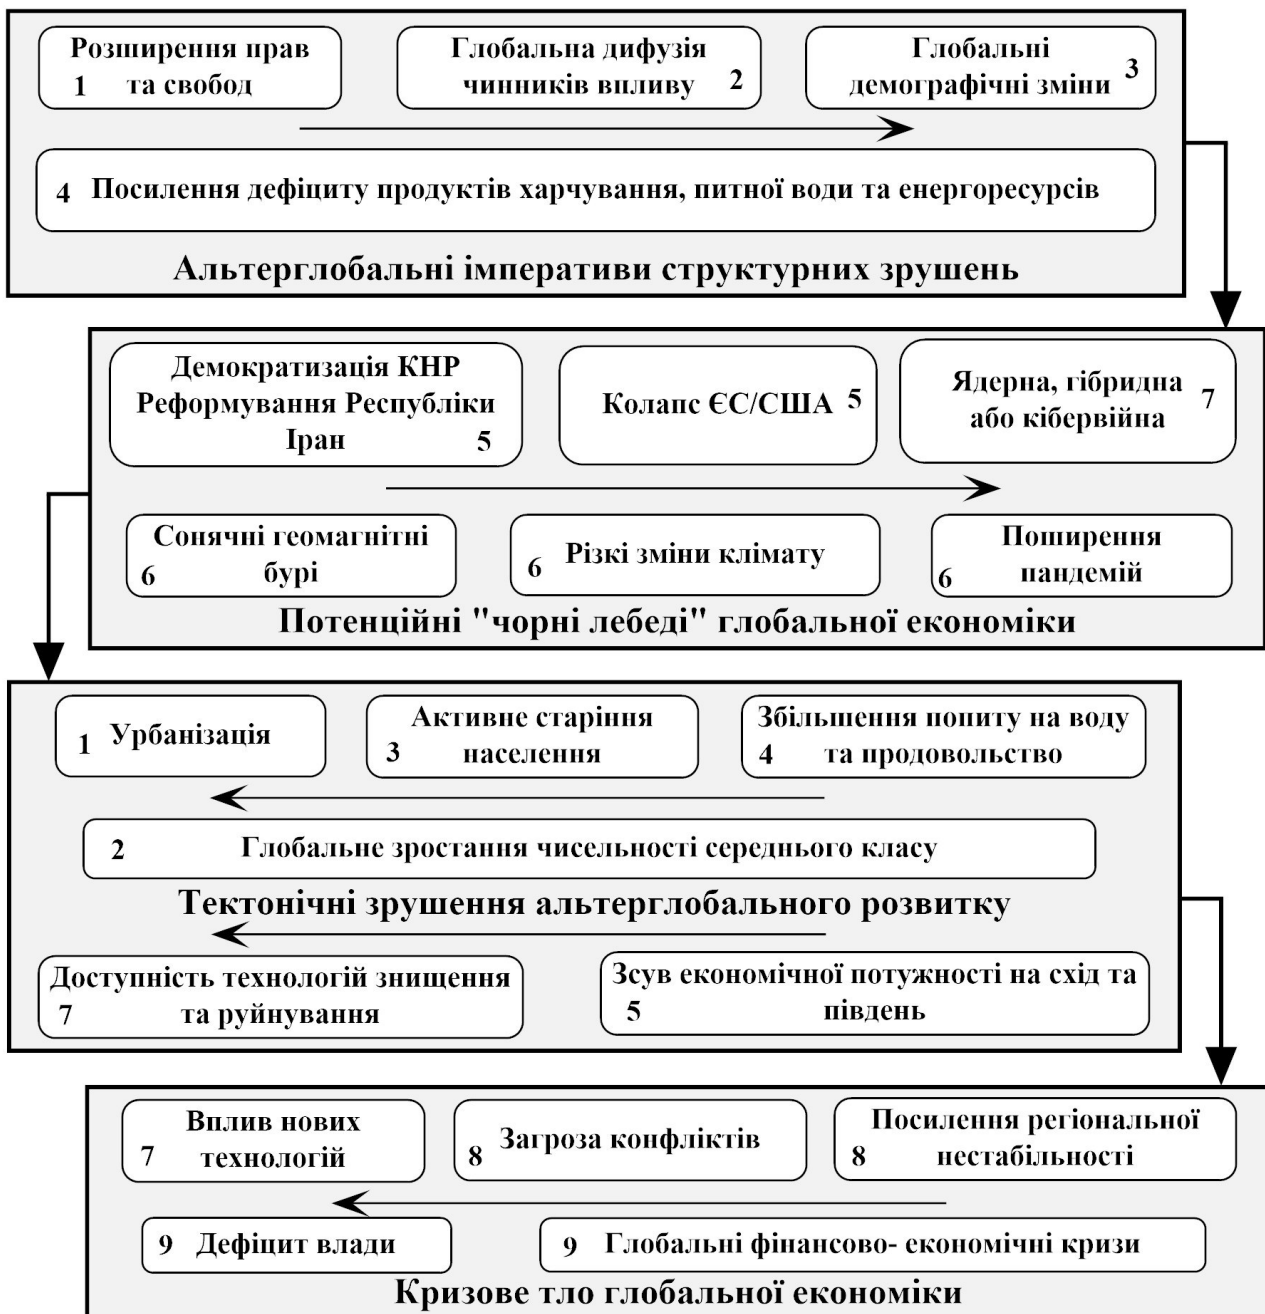 Розширення прав
1 та свобод
Глобальна дифузія
чинників впливу 2
Глобальні
демографічні зміни 3
4 Посилення дефіциту продуктів харчування, питної води та енергоресурсів
Альтерглобальні імперативи структурних зрушень
Демократизація КНР
Реформування Республіки
Іран 5
Колапс ЄС/США 5
Ядерна, гібридна
або кібервійна 7
Сонячні геомагнітні
6 бурі
6 Різкі зміни клімату
Поширення
6 пандемій
Потенційні "чорні лебеді" глобальної економіки
1 Урбанізація
Активне старіння
3 населення
Збільшення попиту на воду
4 та продовольство
2 Глобальне зростання чисельності середнього класу
Тектонічні зрушення альтерглобального розвитку
Доступність технологій знищення
7 та руйнування
Зсув економічної потужності на схід та
5 південь
Вплив нових
7 технологій
8 Загроза конфліктів
Посилення регіональної
8 нестабільності
9 Дефіцит влади
9 Глобальні фінансово- економічні кризи
Кризове тло глобальної економіки